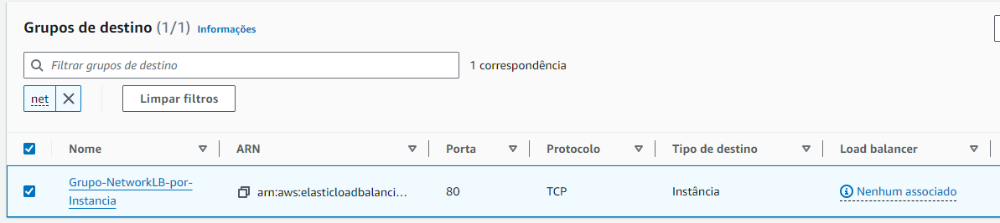 Grupos de destino (1/1) Informações
Filtrar grupos de destino
1 correspondência
net
Limpar filtros
Nome ARN Porta Protocolo Tipo de destino Load balancer
Grupo-NetworkLB-por-
Instancia
arn:aws:elasticloadbalanci... 80 TCP Instância Nenhum associado